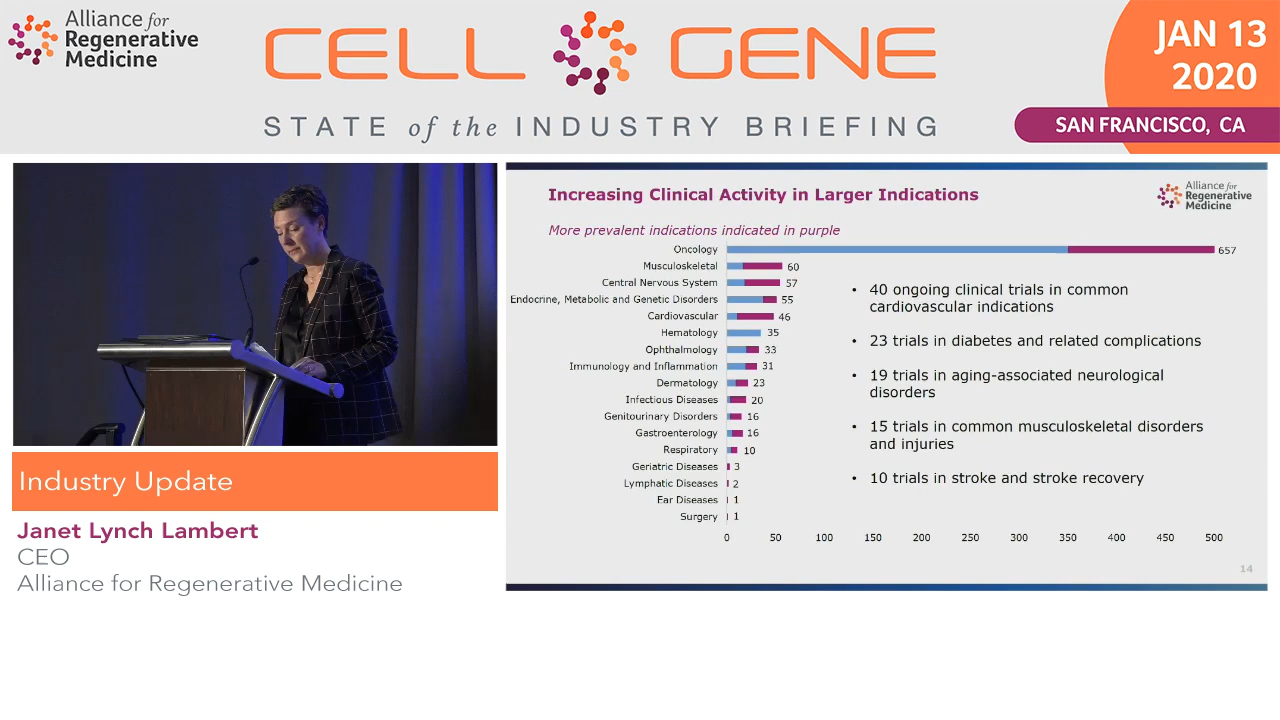 Alliance for
Regenerative
Medicine
CELL GENE
STATE of the INDUSTRY BRIEFING
JAN 13
2020
SAN FRANCISCO, CA
Increasing Clinical Activity in Larger Indications
Alliance for
Regenerative
Medicine
More prevalent indications indicated in purple
Oncology 657
Musculoskeletal 60
Central Nervous System 57
Endocrine, Metabolic and Genetic Disorders 55
Cardiovascular 46
Hematology 35
Ophthalmology 33
Immunology and Inflammation 31
Dermatology 23
Infectious Diseases 20
Genitourinary Disorders 16
Gastroenterology 16
Respiratory 10
Geriatric Diseases 3
Lymphatic Diseases 2
Ear Diseases 1
Surgery 1
0 50 100 150 200 250 300 350 400 450 500
• 40 ongoing clinical trials in common
cardiovascular indications
• 23 trials in diabetes and related complications
• 19 trials in aging-associated neurological
disorders
• 15 trials in common musculoskeletal disorders
and injuries
• 10 trials in stroke and stroke recovery
14
Industry Update
Janet Lynch Lambert
CEO
Alliance for Regenerative Medicine